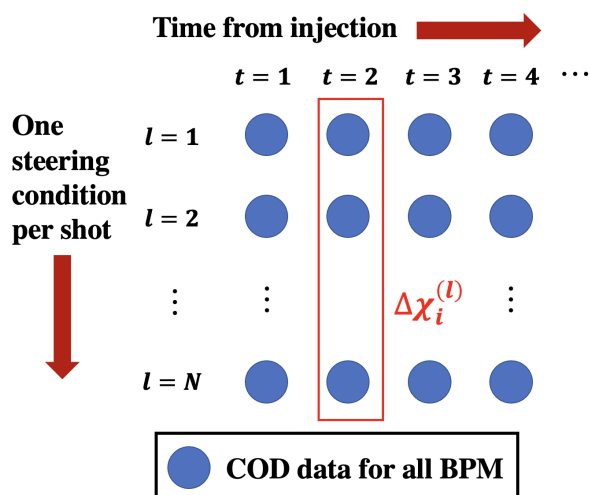 Time from injection
t = 1 t = 2 t = 3 t = 4 ⋯
One
steering
condition
per shot
l = 1
l = 2
⋮ ⋮ ⋮
Δχ_i^{(l)}
l = N
COD data for all BPM